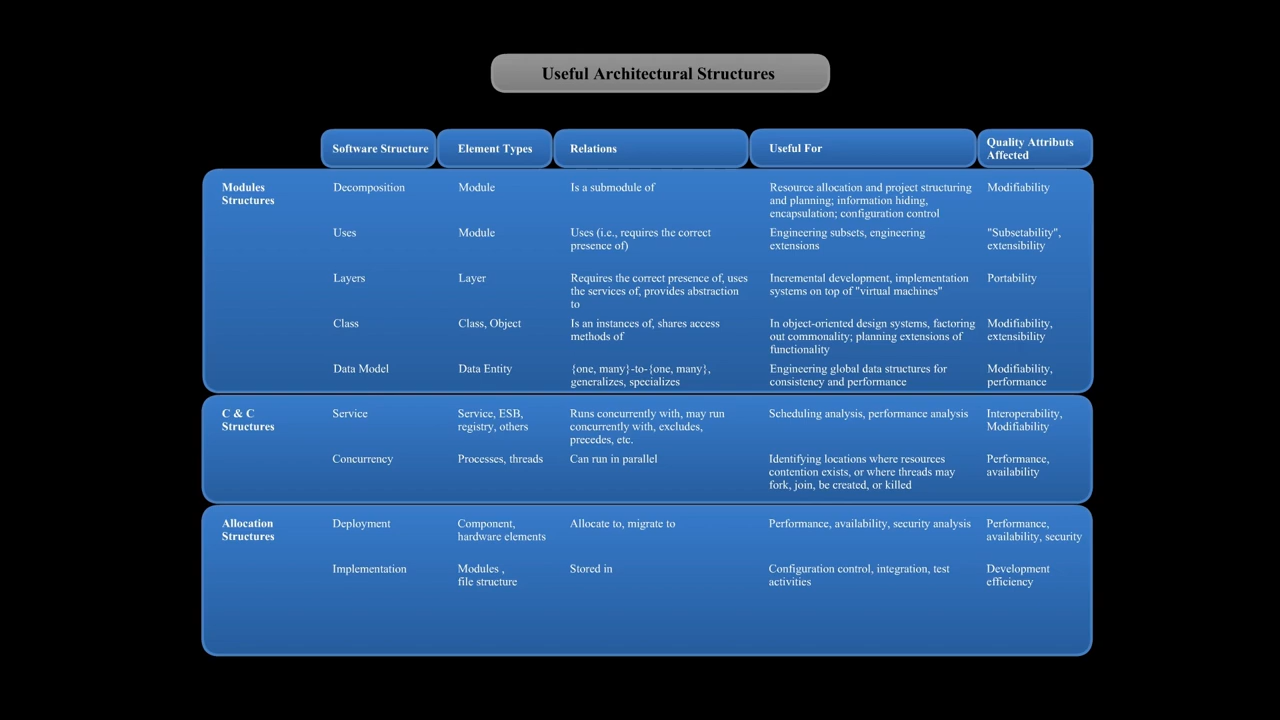 Useful Architectural Structures
Software Structure
Element Types
Relations
Useful For
Quality Attributs
Affected
Modules
Structures
Decomposition
Module
Is a submodule of
Resource allocation and project structuring
and planning; information hiding,
encapsulation; configuration control
Modifiability
Uses
Module
Uses (i.e., requires the correct
presence of)
Engineering subsets, engineering
extensions
"Subsetability",
extensibility
Layers
Layer
Requires the correct presence of, uses
the services of, provides abstraction
to
Incremental development, implementation
systems on top of "virtual machines"
Portability
Class
Class, Object
Is an instances of, shares access
methods of
In object-oriented design systems, factoring
out commonality; planning extensions of
functionality
Modifiability,
extensibility
Data Model
Data Entity
{one, many}-to-{one, many},
generalizes, specializes
Engineering global data structures for
consistency and performance
Modifiability,
performance
C & C
Structures
Service
Service, ESB,
registry, others
Runs concurrently with, may run
concurrently with, excludes,
precedes, etc.
Scheduling analysis, performance analysis
Interoperability,
Modifiability
Concurrency
Processes, threads
Can run in parallel
Identifying locations where resources
contention exists, or where threads may
fork, join, be created, or killed
Performance,
availability
Allocation
Structures
Deployment
Component,
hardware elements
Allocate to, migrate to
Performance, availability, security analysis
Performance,
availability, security
Implementation
Modules ,
file structure
Stored in
Configuration control, integration, test
activities
Development
efficiency